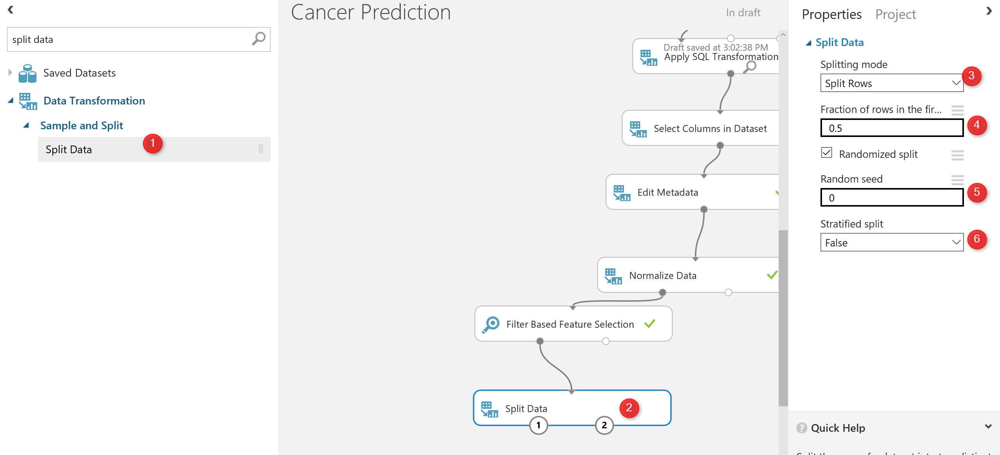 split data
Saved Datasets
Data Transformation
Sample and Split
Split Data
1
Cancer Prediction
In draft
Draft saved at 3:02:38 PM
Apply SQL Transformation
Select Columns in Dataset
Edit Metadata
Normalize Data
Filter Based Feature Selection
Split Data
2
1
2
Properties
Project
Split Data
Splitting mode
Split Rows
3
Fraction of rows in the fir...
0.5
4
Randomized split
Random seed
0
5
Stratified split
False
6
? Quick Help